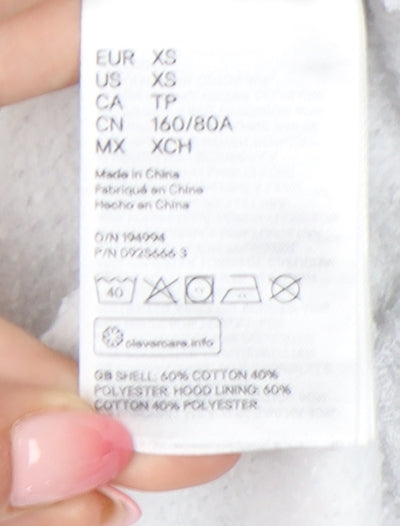 EUR XS
US XS
CA TP
CN 160/80A
MX XCH
Made in China
Fabriqué en Chine
Hecho en China
O/N 194994
P/N 0925666 3
40
clevercare.info
GB SHELL: 60% COTTON 40%
POLYESTER HOOD LINING: 60%
COTTON 40% POLYESTER